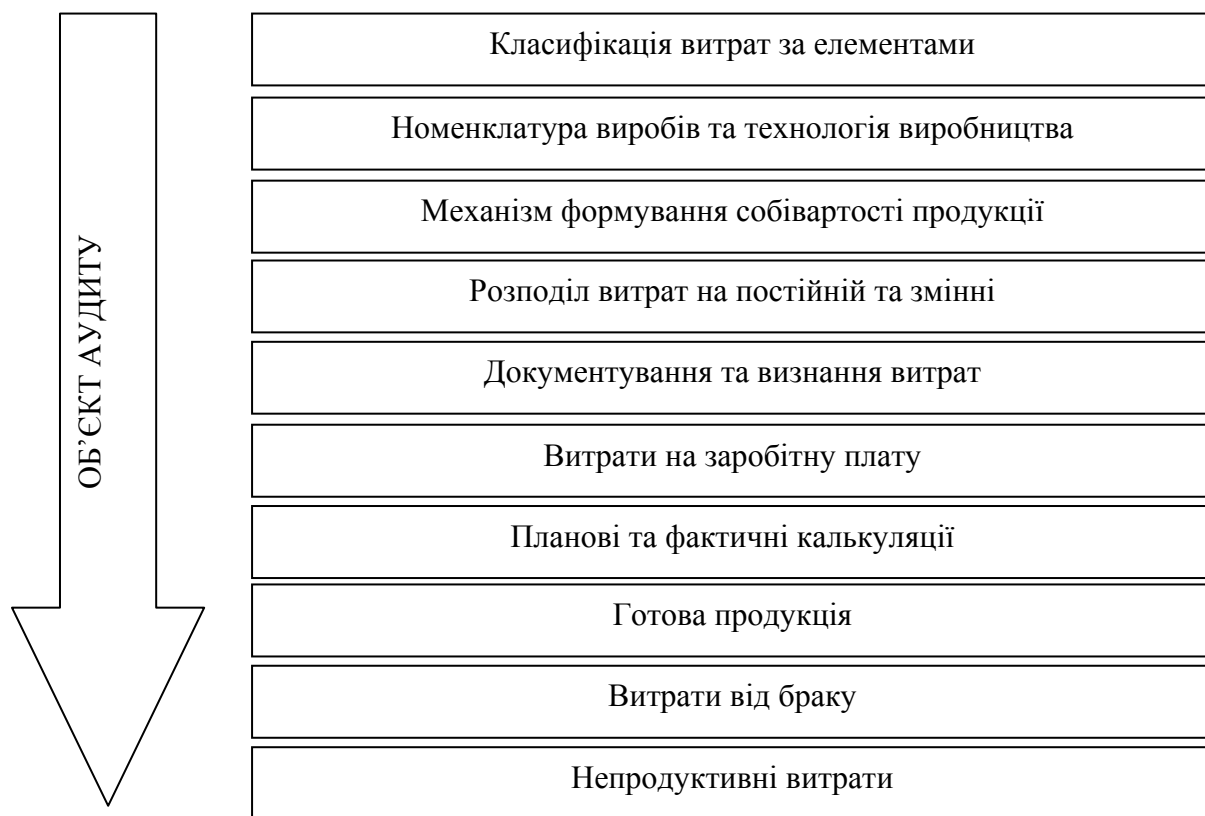 ОБ’ЄКТ АУДИТУ
Класифікація витрат за елементами
Номенклатура виробів та технологія виробництва
Механізм формування собівартості продукції
Розподіл витрат на постійній та змінні
Документування та визнання витрат
Витрати на заробітну плату
Планові та фактичні калькуляції
Готова продукція
Витрати від браку
Непродуктивні витрати